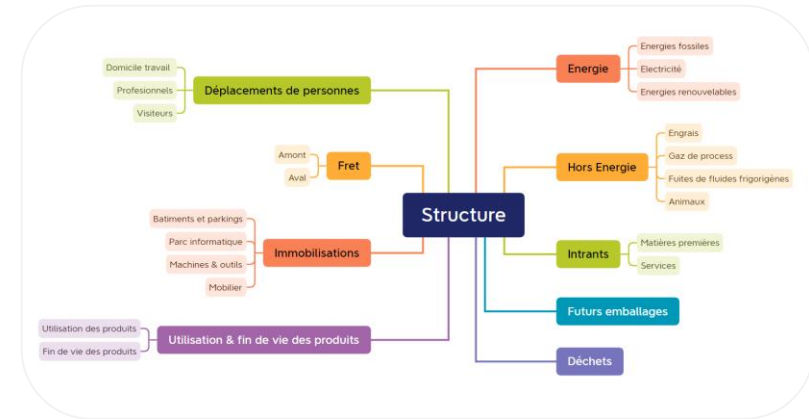 Structure
Déplacements de personnes
Domicile travail
Profesionnels
Visiteurs
Fret
Amont
Aval
Immobilisations
Batiments et parkings
Parc informatique
Machines & outils
Mobilier
Utilisation & fin de vie des produits
Utilisation des produits
Fin de vie des produits
Energie
Energies fossiles
Electricité
Energies renouvelables
Hors Energie
Engrais
Gaz de process
Fuites de fluides frigorigènes
Animaux
Intrants
Matières premières
Services
Futurs emballages
Déchets